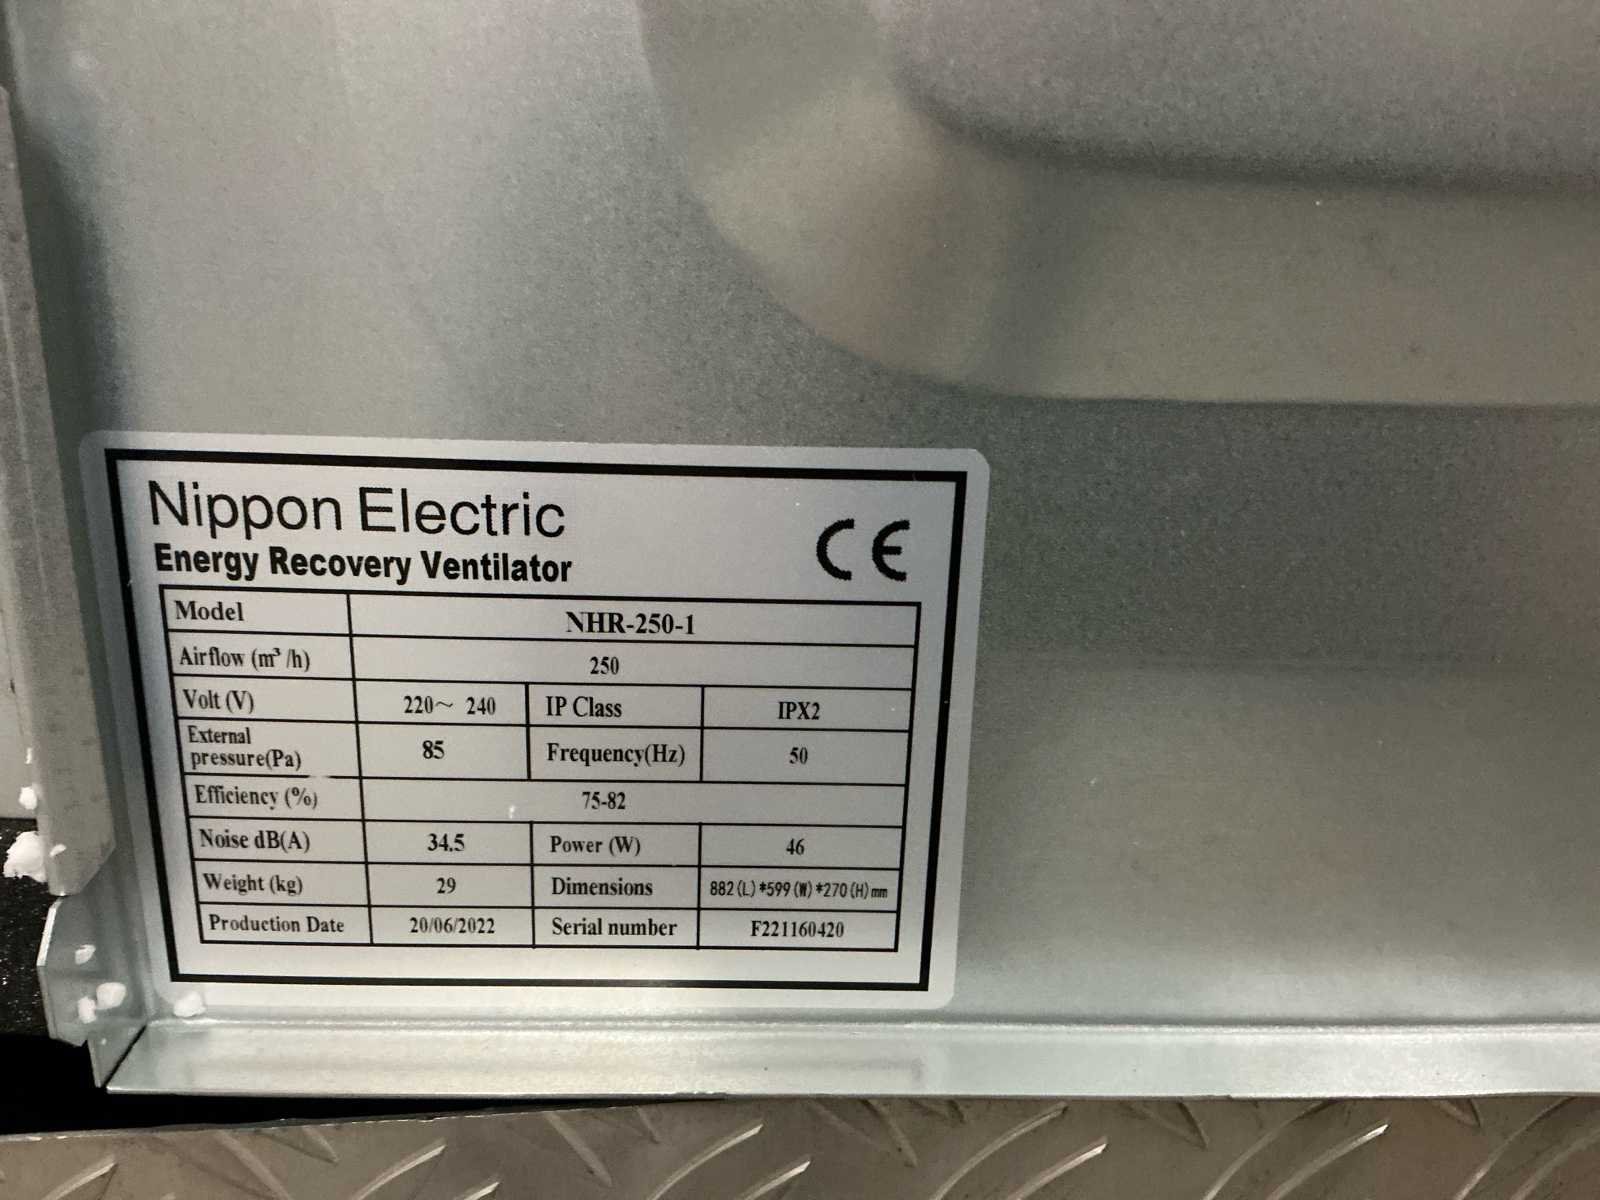 Nippon Electric
CE
Energy Recovery Ventilator
Model NHR-250-1
Airflow (m³ /h) 250
Volt (V) 220～ 240 IP Class IPX2
External
pressure(Pa) 85 Frequency(Hz) 50
Efficiency (%) 75-82
Noise dB(A) 34.5 Power (W) 46
Weight (kg) 29 Dimensions 882(L)*599(W)*270(H)mm
Production Date 20/06/2022 Serial number F221160420